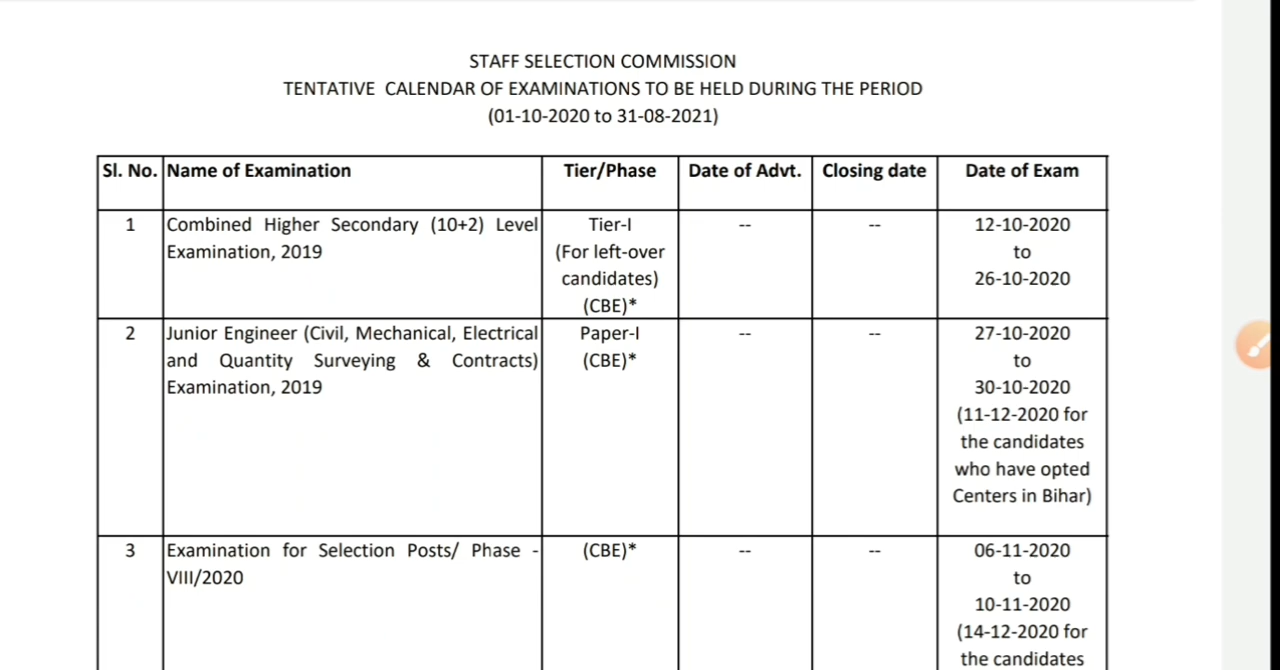 STAFF SELECTION COMMISSION
TENTATIVE CALENDAR OF EXAMINATIONS TO BE HELD DURING THE PERIOD
(01-10-2020 to 31-08-2021)
Sl. No. Name of Examination Tier/Phase Date of Advt. Closing date Date of Exam
1 Combined Higher Secondary (10+2) Level Tier-I -- -- 12-10-2020
Examination, 2019 (For left-over to
candidates) 26-10-2020
(CBE)*
2 Junior Engineer (Civil, Mechanical, Electrical Paper-I -- -- 27-10-2020
and Quantity Surveying & Contracts) (CBE)* to
Examination, 2019 30-10-2020
(11-12-2020 for
the candidates
who have opted
Centers in Bihar)
3 Examination for Selection Posts/ Phase - (CBE)* -- -- 06-11-2020
VIII/2020 to
10-11-2020
(14-12-2020 for
the candidates